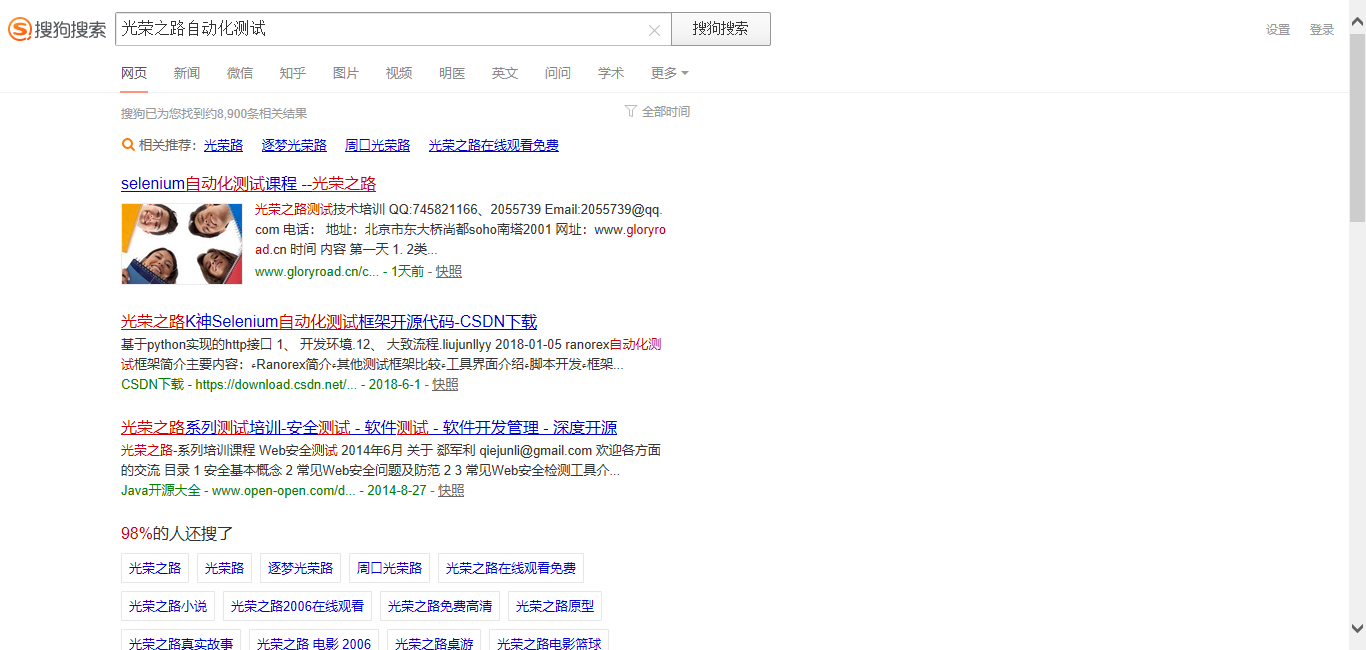 搜狗搜索 光荣之路自动化测试 搜狗搜索 设置 登录
网页 新闻 微信 知乎 图片 视频 明医 英文 问问 学术 更多
搜狗已为您找到约8,900条相关结果 全部时间
相关推荐： 光荣路 逐梦光荣路 周口光荣路 光荣之路在线观看免费
selenium自动化测试课程 --光荣之路
光荣之路测试技术培训 QQ:745821166、2055739 Email:2055739@qq.
com 电话： 地址：北京市东大桥尚都soho南塔2001 网址：www.gloryro
ad.cn 时间 内容 第一天 1. 2类...
www.gloryroad.cn/c... - 1天前 - 快照
光荣之路K神Selenium自动化测试框架开源代码-CSDN下载
基于python实现的http接口 1、 开发环境.12、 大致流程.liujunllyy 2018-01-05 ranorex自动化测
试框架简介主要内容：Ranorex简介其他测试框架比较工具界面介绍脚本开发框架...
CSDN下载 - https://download.csdn.net/... - 2018-6-1 - 快照
光荣之路系列测试培训-安全测试 - 软件测试 - 软件开发管理 - 深度开源
光荣之路-系列培训课程 Web安全测试 2014年6月 关于 郄军利 qiejunli@gmail.com 欢迎各方面
的交流 目录 1 安全基本概念 2 常见Web安全问题及防范 2 3 常见Web安全检测工具介...
Java开源大全 - www.open-open.com/d... - 2014-8-27 - 快照
98%的人还搜了
光荣之路 光荣路 逐梦光荣路 周口光荣路 光荣之路在线观看免费
光荣之路小说 光荣之路2006在线观看 光荣之路免费高清 光荣之路原型
光荣之路真实故事 光荣之路 电影 2006 光荣之路桌游 光荣之路电影篮球